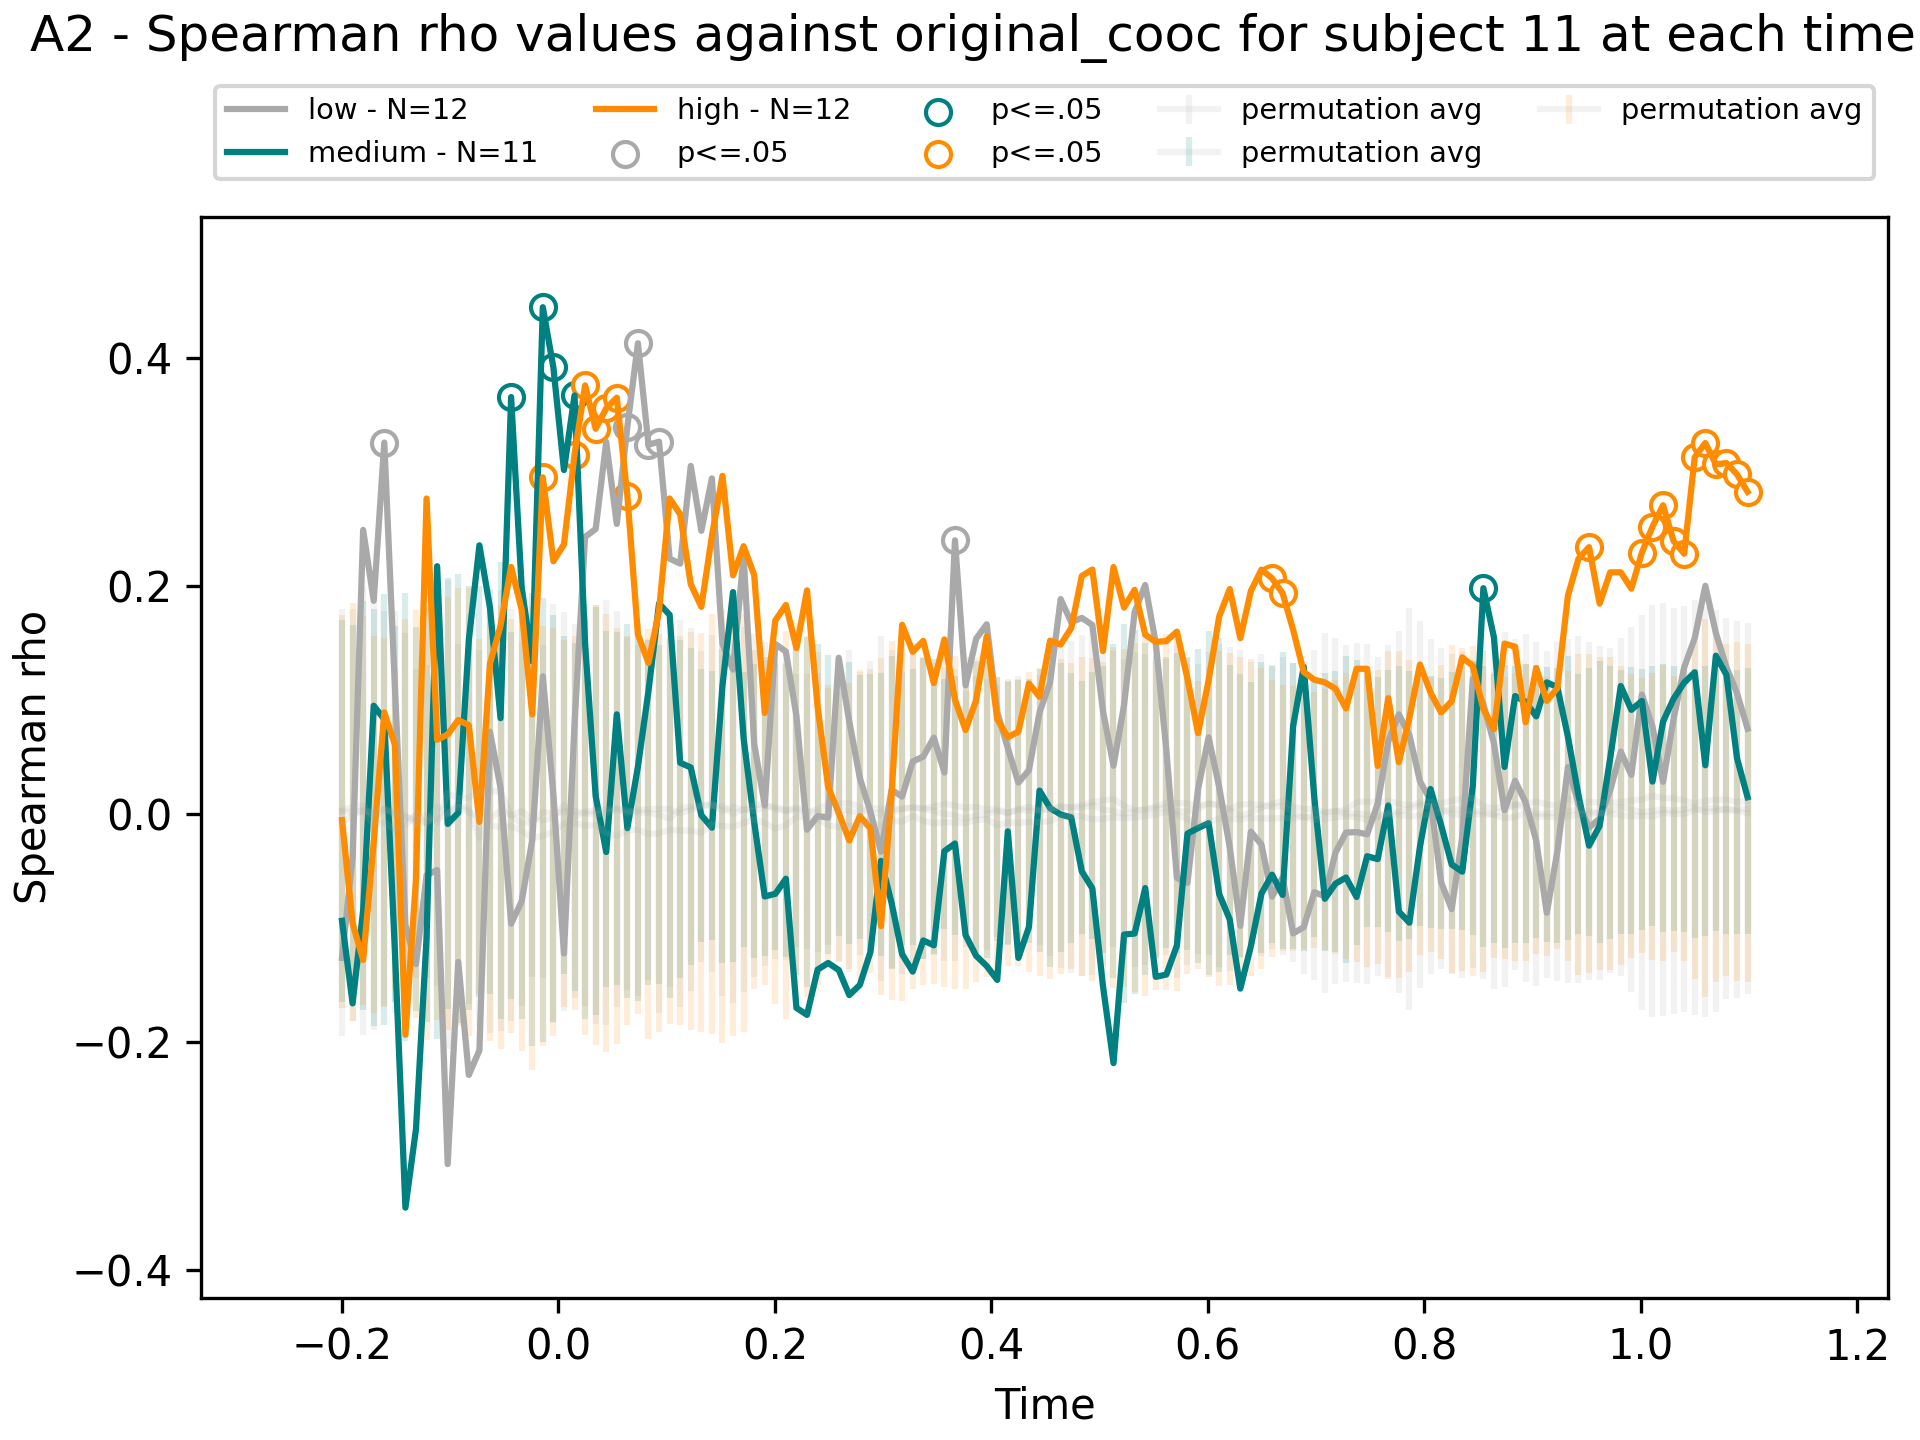 A2 - Spearman rho values against original_cooc for subject 11 at each time
low - N=12
medium - N=11
high - N=12
p<=.05
p<=.05
p<=.05
permutation avg
permutation avg
permutation avg
Spearman rho
0.4
0.2
0.0
−0.2
−0.4
−0.2
0.0
0.2
0.4
0.6
0.8
1.0
1.2
Time